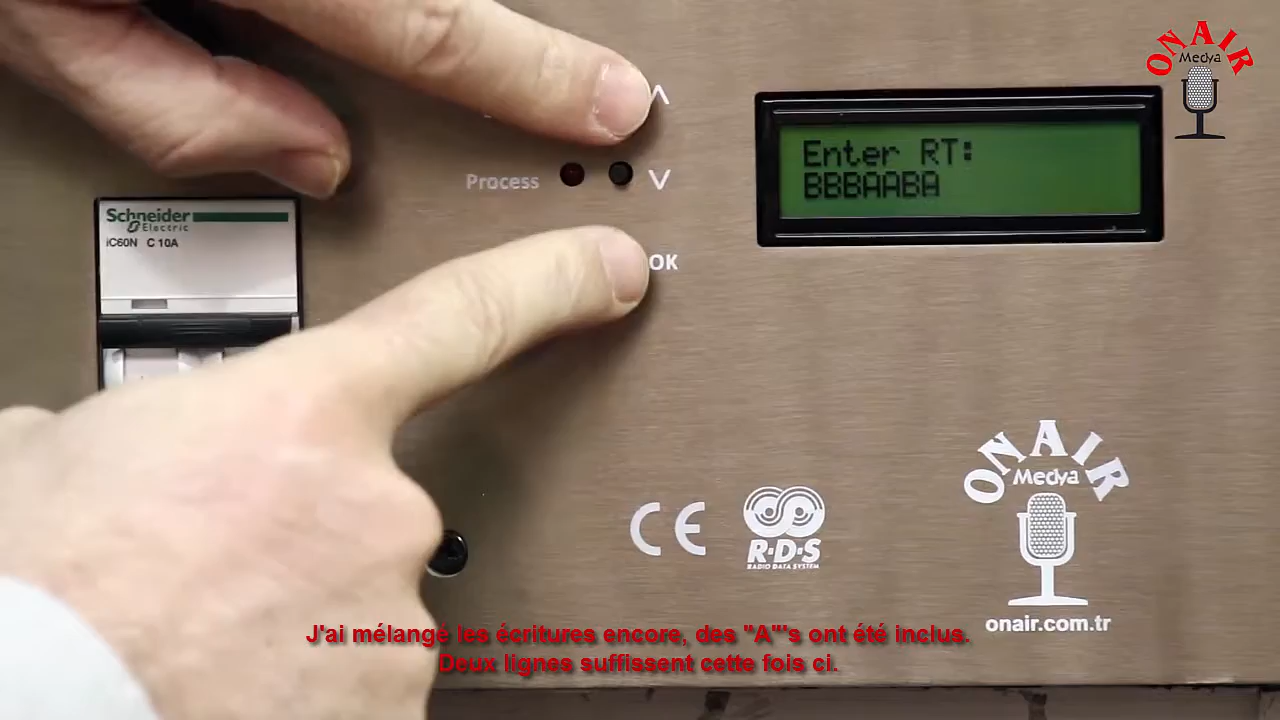 ONAIR
Medya
Enter RT:
BBBAABA
Process
OK
Schneider
Electric
iC60N C 10A
ONAIR
Medya
CE
R·D·S
RADIO DATA SYSTEM
onair.com.tr
J'ai mélangé les écritures encore, des "A"'s ont été inclus.
Deux lignes suffissent cette fois ci.